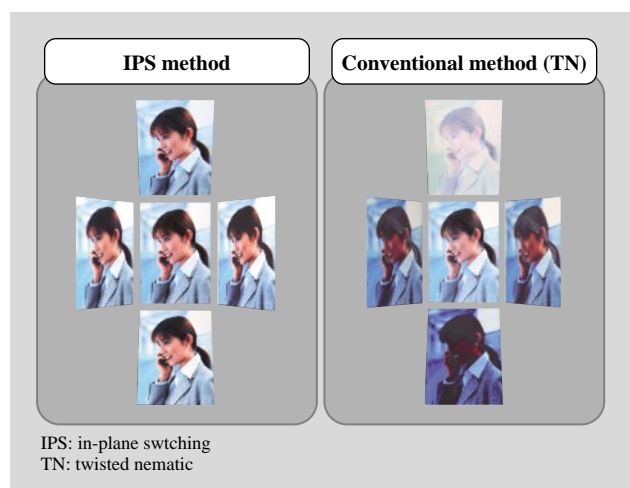 IPS method
Conventional method (TN)
IPS: in-plane swtching
TN: twisted nematic